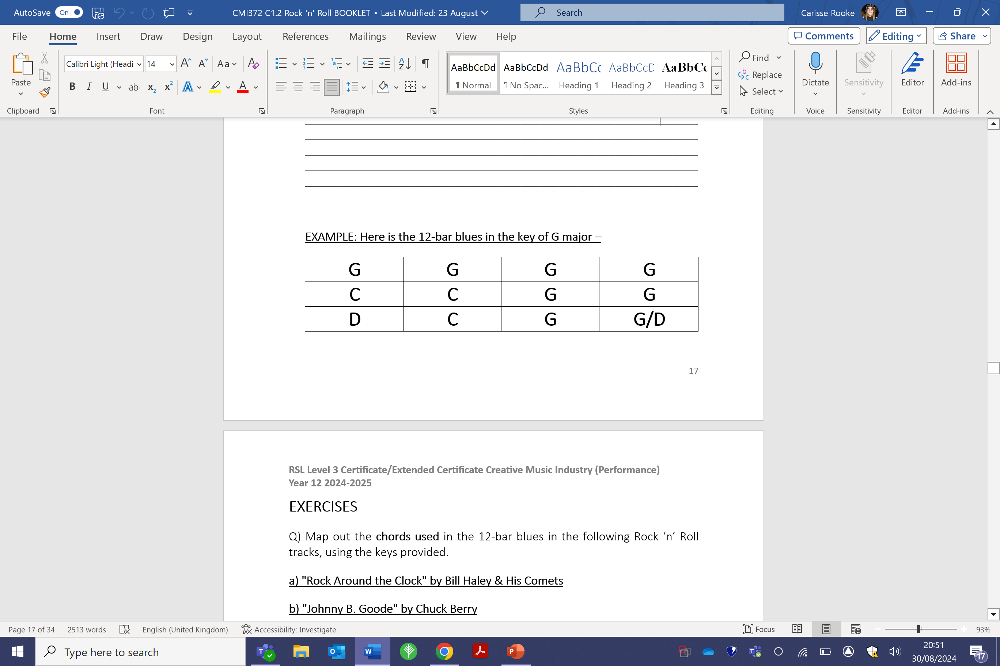 AutoSave On CMI372 C1.2 Rock 'n' Roll BOOKLET • Last Modified: 23 August Search Carisse Rooke
File Home Insert Draw Design Layout References Mailings Review View Help Comments Editing Share
Paste Calibri Light (Headi 14 Aa A
B I U ab x2 x2 A A
AaBbCcDd AaBbCcDd AaBbCc AaBbCcD AaBbCc
¶ Normal ¶ No Spac... Heading 1 Heading 2 Heading 3
Find
Replace
Select
Dictate Sensitivity Editor Add-ins
Clipboard Font Paragraph Styles Editing Voice Sensitivity Editor Add-ins
EXAMPLE: Here is the 12-bar blues in the key of G major –
G G G G
C C G G
D C G G/D
17
RSL Level 3 Certificate/Extended Certificate Creative Music Industry (Performance)
Year 12 2024-2025
EXERCISES
Q) Map out the chords used in the 12-bar blues in the following Rock ‘n’ Roll
tracks, using the keys provided.
a) "Rock Around the Clock" by Bill Haley & His Comets
b) "Johnny B. Goode" by Chuck Berry
Page 17 of 34 2513 words English (United Kingdom) Accessibility: Investigate Focus 93%
Type here to search
20:51
30/08/2024
17